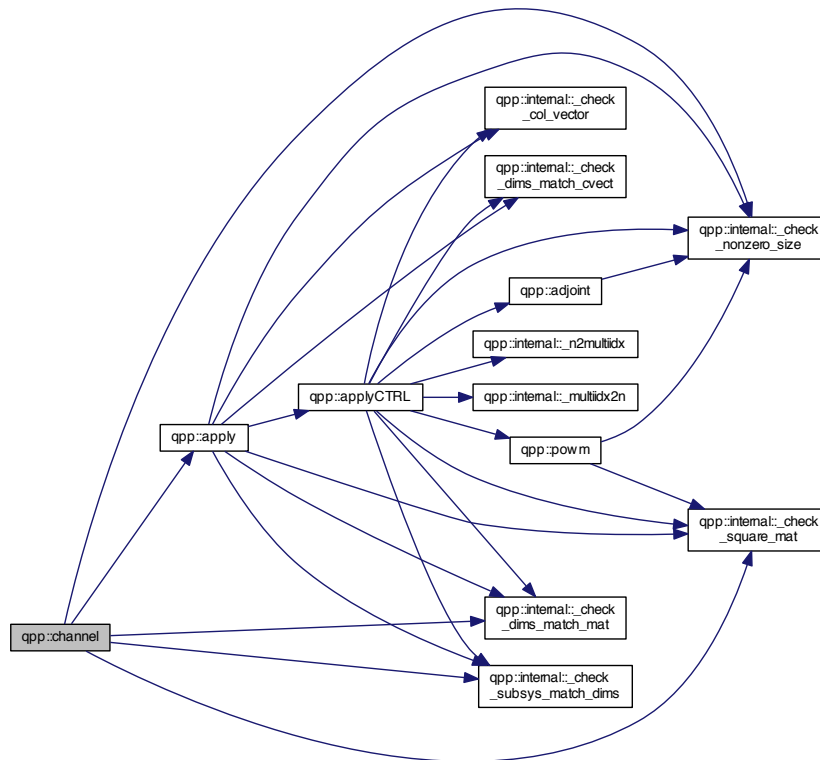 qpp::internal::_check
_col_vector
qpp::internal::_check
_dims_match_cvect
qpp::internal::_check
_nonzero_size
qpp::adjoint
qpp::internal::_n2multiidx
qpp::applyCTRL
qpp::internal::_multiidx2n
qpp::apply
qpp::powm
qpp::internal::_check
_square_mat
qpp::internal::_check
_dims_match_mat
qpp::channel
qpp::internal::_check
_subsys_match_dims